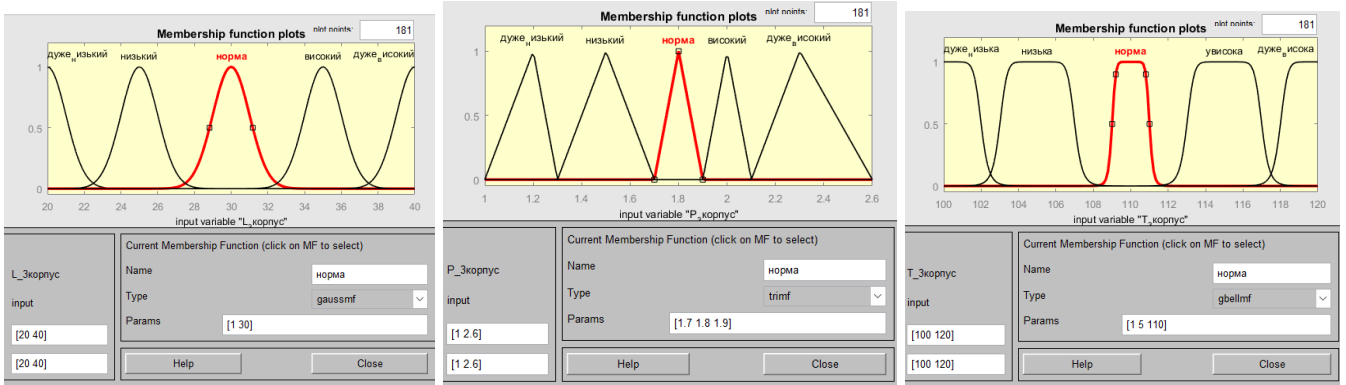 Membership function plots plot points: 181
дуже_низький низький норма високий дуже_високий
1
0.5
0
20 22 24 26 28 30 32 34 36 38 40
input variable "L_3корпус"
L_3корпус
input
[20 40]
[20 40]
Current Membership Function (click on MF to select)
Name норма
Type gaussmf
Params [1 30]
Help Close
Membership function plots plot points: 181
дуже_низький низький норма високий дуже_високий
1
0.5
0
1 1.2 1.4 1.6 1.8 2 2.2 2.4 2.6
input variable "P_3корпус"
P_3корпус
input
[1 2.6]
[1 2.6]
Current Membership Function (click on MF to select)
Name норма
Type trimf
Params [1.7 1.8 1.9]
Help Close
Membership function plots plot points: 181
дуже_низька низька норма увисока дуже_висока
1
0.5
0
100 102 104 106 108 110 112 114 116 118 120
input variable "T_3корпус"
T_3корпус
input
[100 120]
[100 120]
Current Membership Function (click on MF to select)
Name норма
Type gbellmf
Params [1 5 110]
Help Close